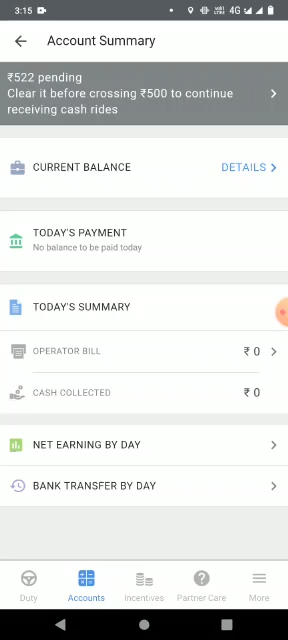 3:15
4G
Account Summary
₹522 pending
Clear it before crossing ₹500 to continue
receiving cash rides
CURRENT BALANCE DETAILS
TODAY'S PAYMENT
No balance to be paid today
TODAY'S SUMMARY
OPERATOR BILL ₹ 0
CASH COLLECTED ₹ 0
NET EARNING BY DAY
BANK TRANSFER BY DAY
Duty Accounts Incentives Partner Care More